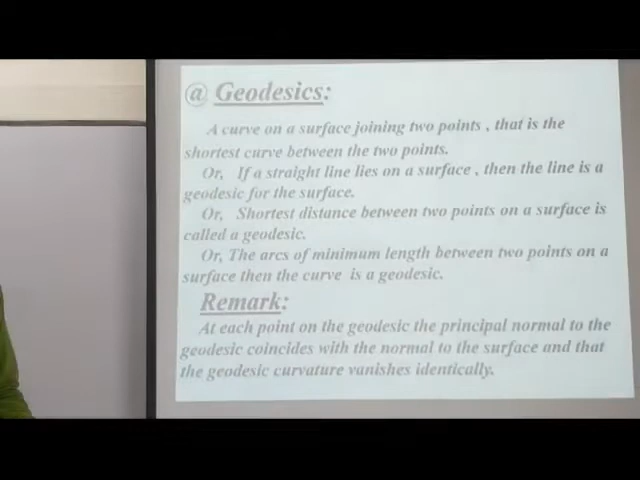 ⓐ Geodesics:
A curve on a surface joining two points , that is the
shortest curve between the two points.
Or, If a straight line lies on a surface , then the line is a
geodesic for the surface.
Or, Shortest distance between two points on a surface is
called a geodesic.
Or, The arcs of minimum length between two points on a
surface then the curve is a geodesic.
Remark:
At each point on the geodesic the principal normal to the
geodesic coincides with the normal to the surface and that
the geodesic curvature vanishes identically.